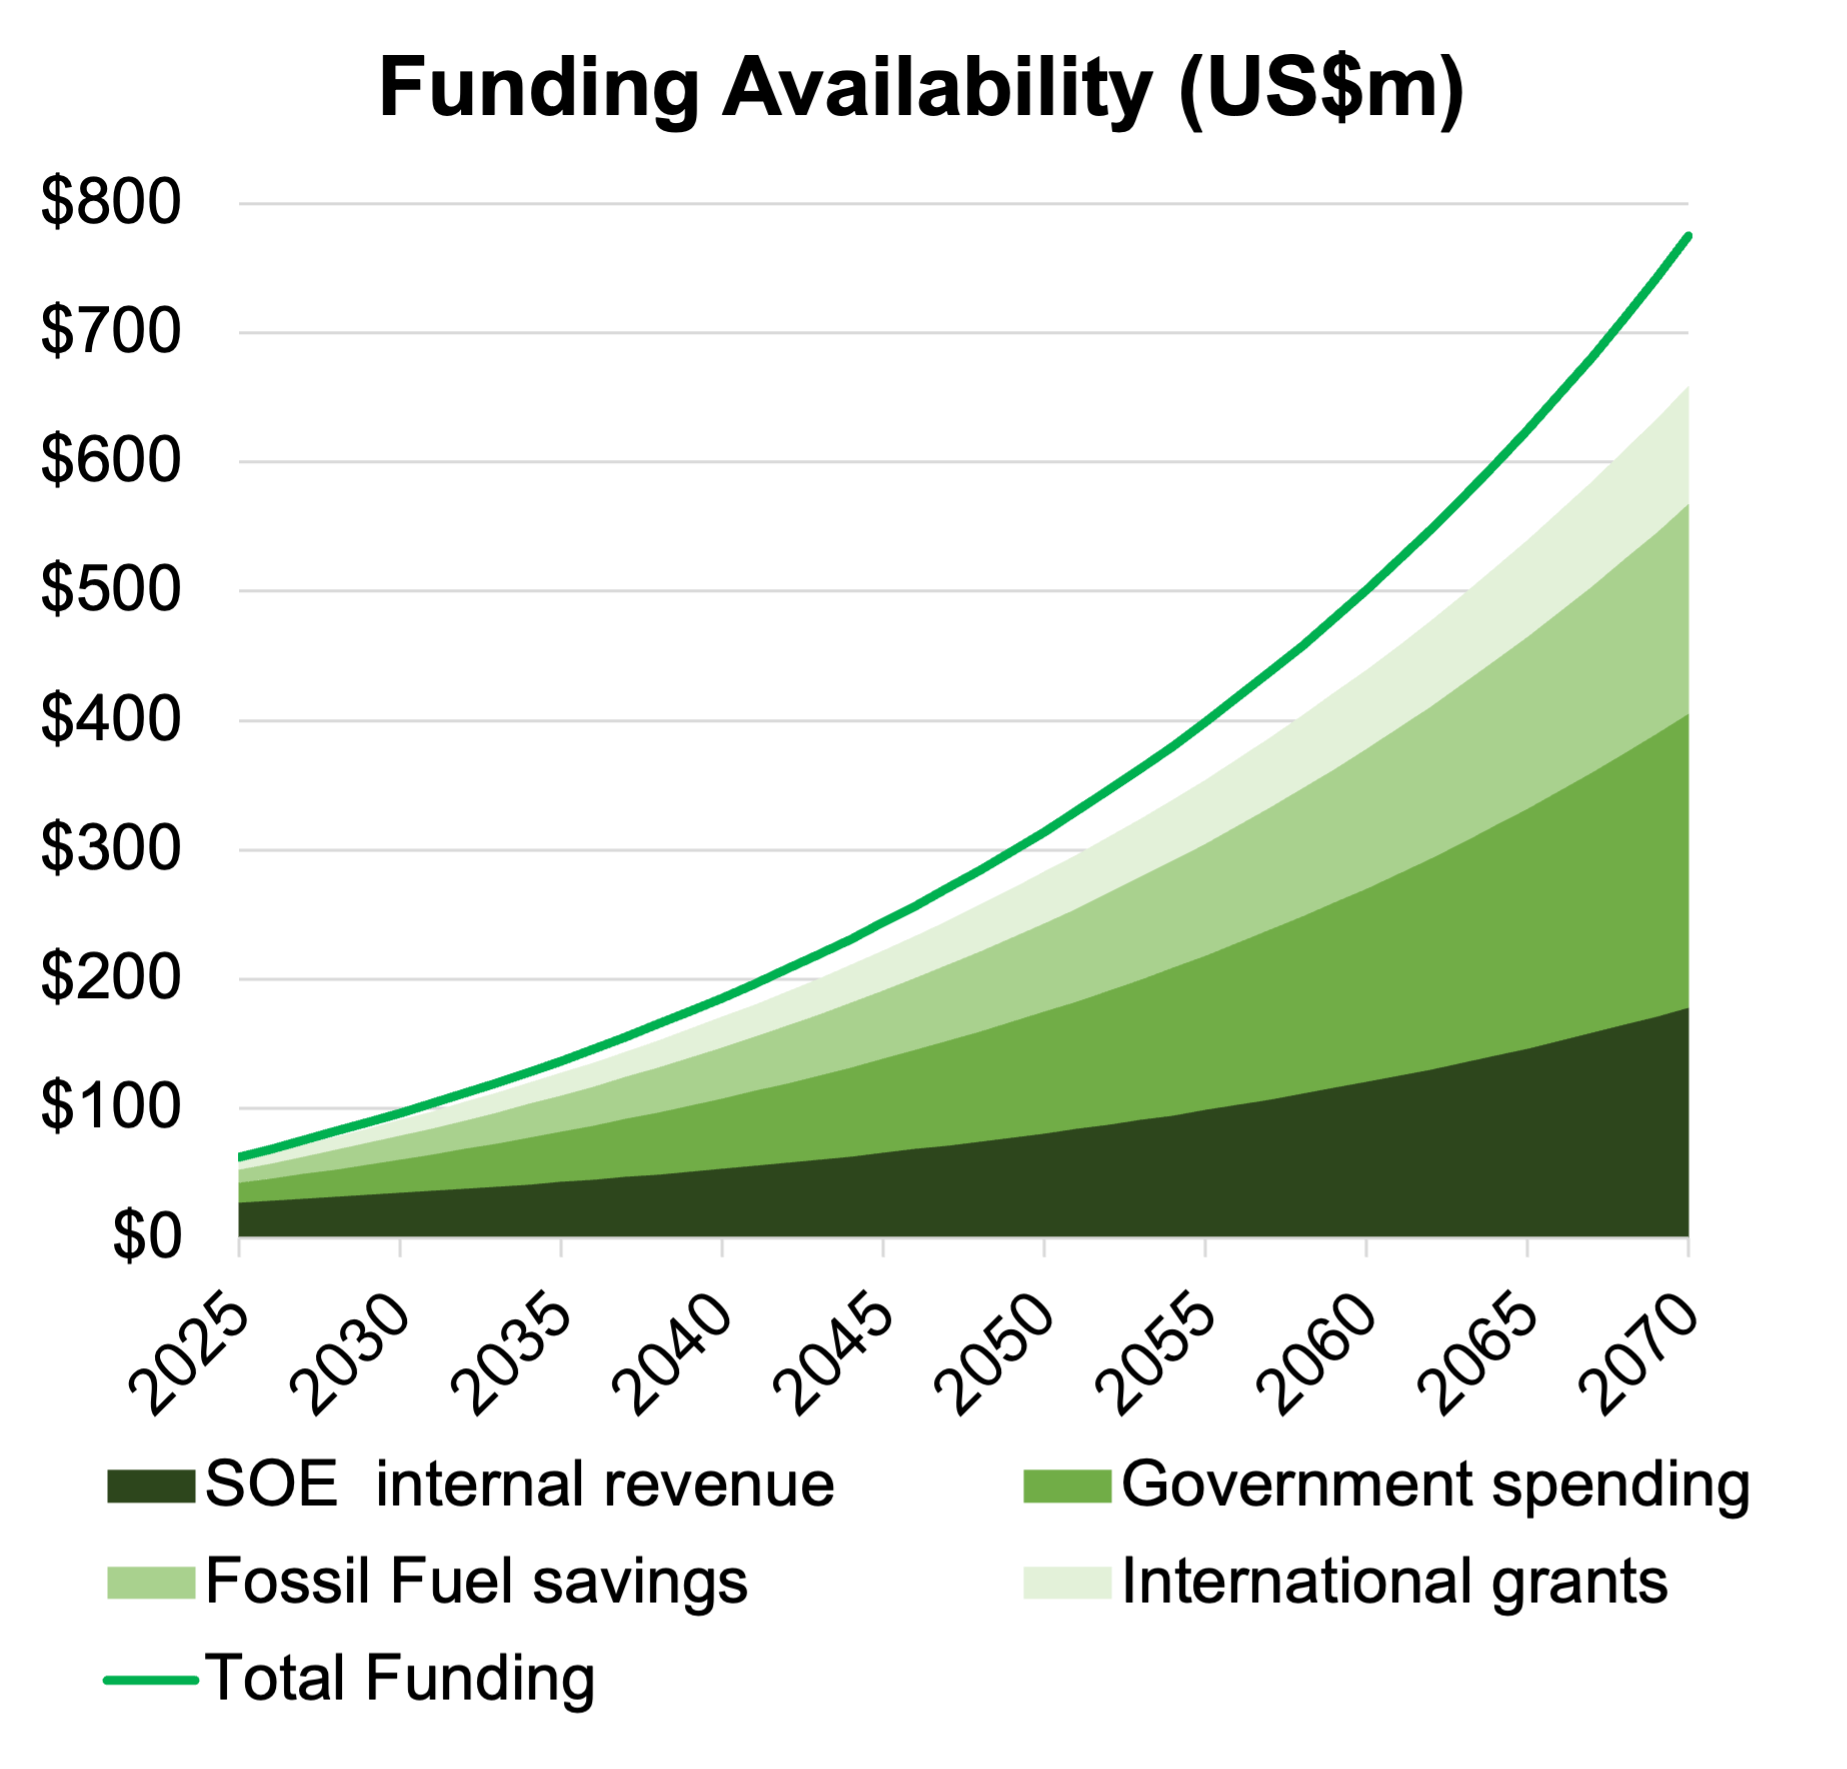 Funding Availability (US$m)
$800
$700
$600
$500
$400
$300
$200
$100
$0
2025 2030 2035 2040 2045 2050 2055 2060 2065 2070
SOE  internal revenue Government spending
Fossil Fuel savings International grants
Total Funding